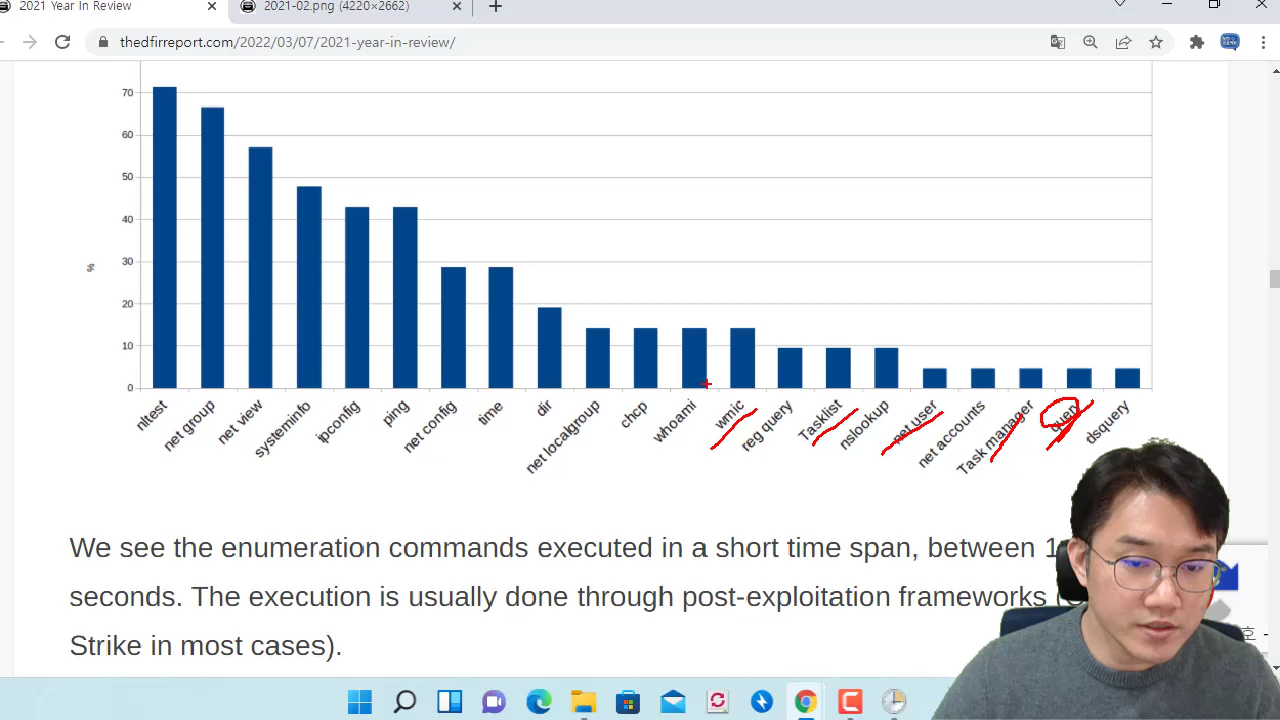 2021 Year In Review
2021-02.png (4220×2662)
thedfirreport.com/2022/03/07/2021-year-in-review/
70
60
50
40
30
20
10
0
%
nltest
net group
net view
systeminfo
ipconfig
ping
net config
time
dir
net localgroup
chcp
whoami
wmic
reg query
Tasklist
nslookup
net user
net accounts
Task manager
dsquery
We see the enumeration commands executed in a short time span, between
seconds. The execution is usually done through post-exploitation frameworks
Strike in most cases).